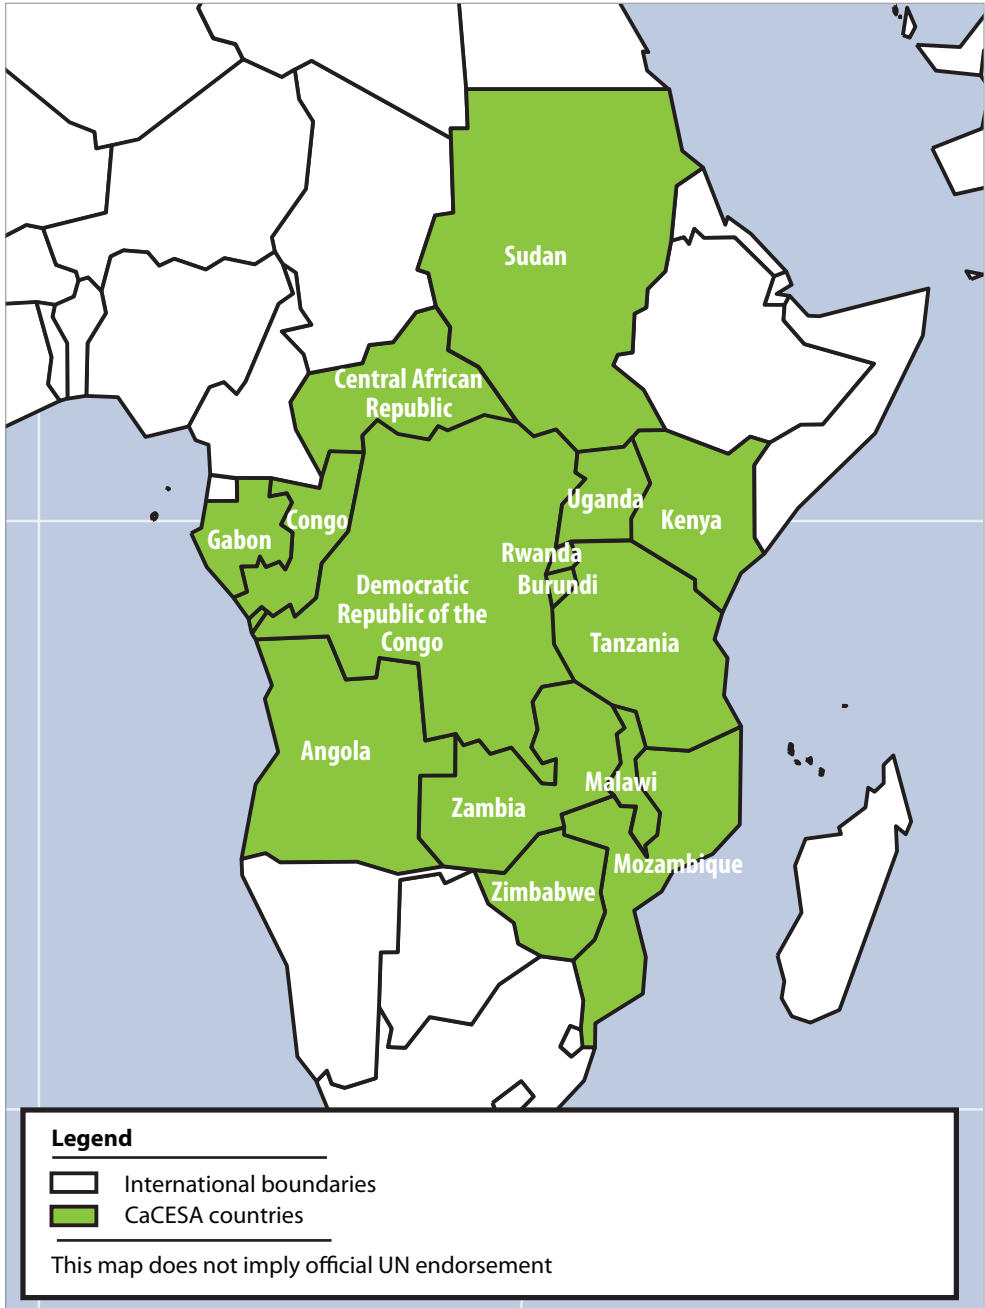 Sudan
Central African
Republic
Uganda
Congo
Kenya
Gabon
Rwanda
Democratic
Republic of the
Congo
Burundi
Tanzania
Angola
Malawi
Zambia
Mozambique
Zimbabwe
Legend
International boundaries
CaCESA countries
This map does not imply official UN endorsement